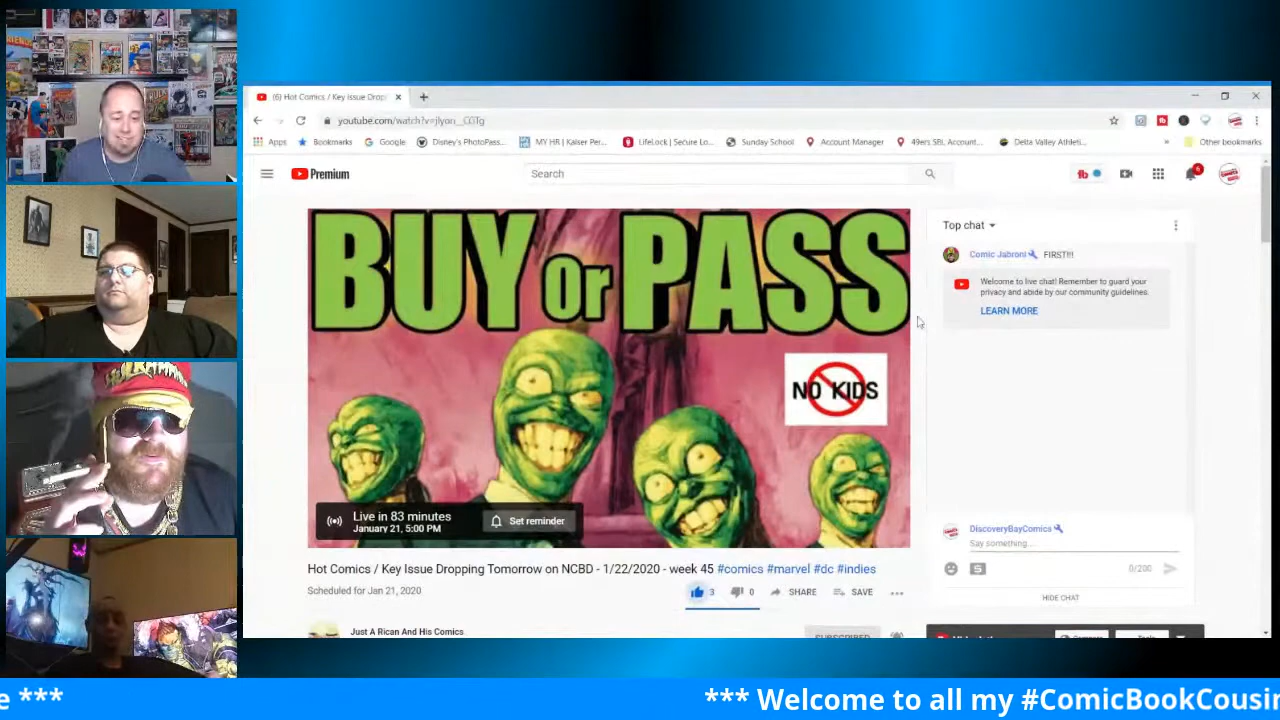 (6) Hot Comics / Key Issue Drop
youtube.com/watch?v=
Apps
Bookmarks
Google
Disney's PhotoPass...
MY HR | Kaiser Per...
LifeLock | Secure Lo...
Sunday School
Account Manager
49ers SBL Account...
Delta Valley Athleti...
»
Other bookmarks
Premium
Search
BUY or PASS
NO KIDS
Live in 83 minutes
January 21, 5:00 PM
Set reminder
Top chat
Comic Jabroni FIRST!!!
Welcome to live chat! Remember to guard your
privacy and abide by our community guidelines.
LEARN MORE
DiscoveryBayComics
Say something...
0/200
HIDE CHAT
Hot Comics / Key Issue Dropping Tomorrow on NCBD - 1/22/2020 - week 45 #comics #marvel #dc #indies
Scheduled for Jan 21, 2020
3
0
SHARE
SAVE
Just A Rican And His Comics
SUBSCRIBED
e ***
*** Welcome to all my #ComicBookCousin